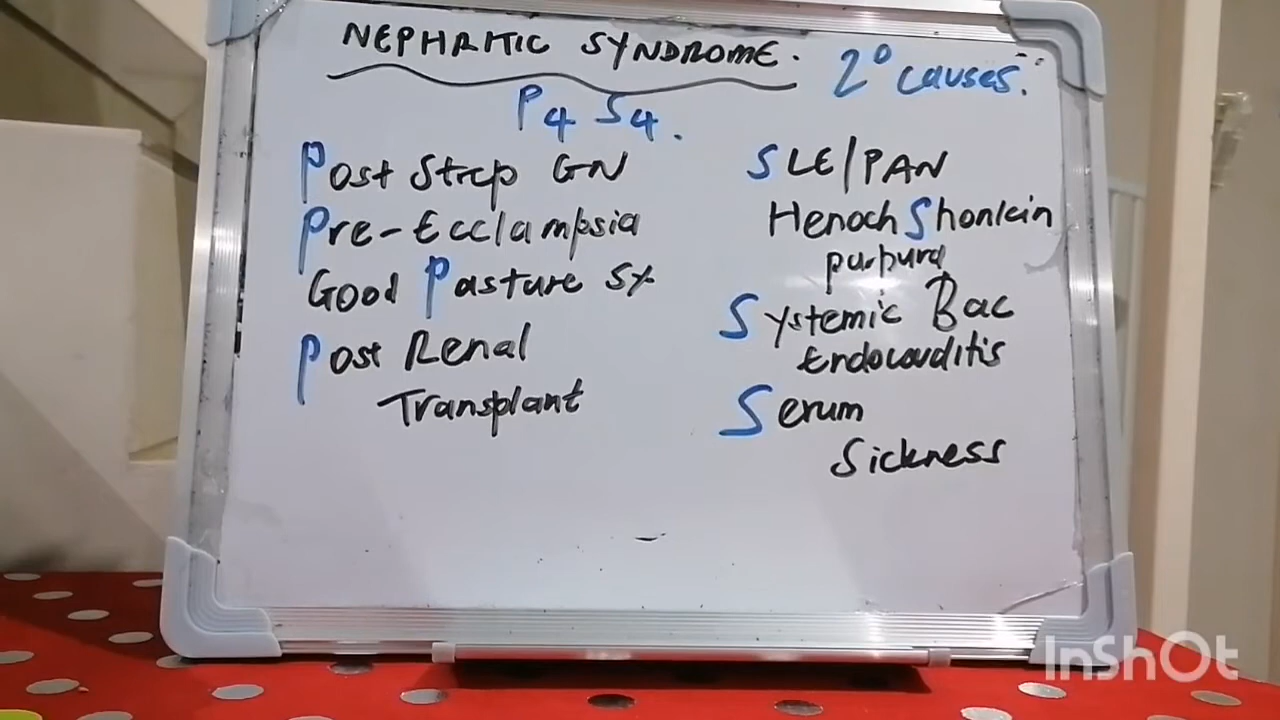 NEPHRITIC SYNDROME.
2° causes.
P4 S4.
Post Strep GN
Pre-Ecclampsia
Good Pasture Sx
Post Renal
Transplant
SLE/PAN
Henoch Shonlein
purpura
Systemic Bac
Endocarditis
Serum
Sickness
InShOt